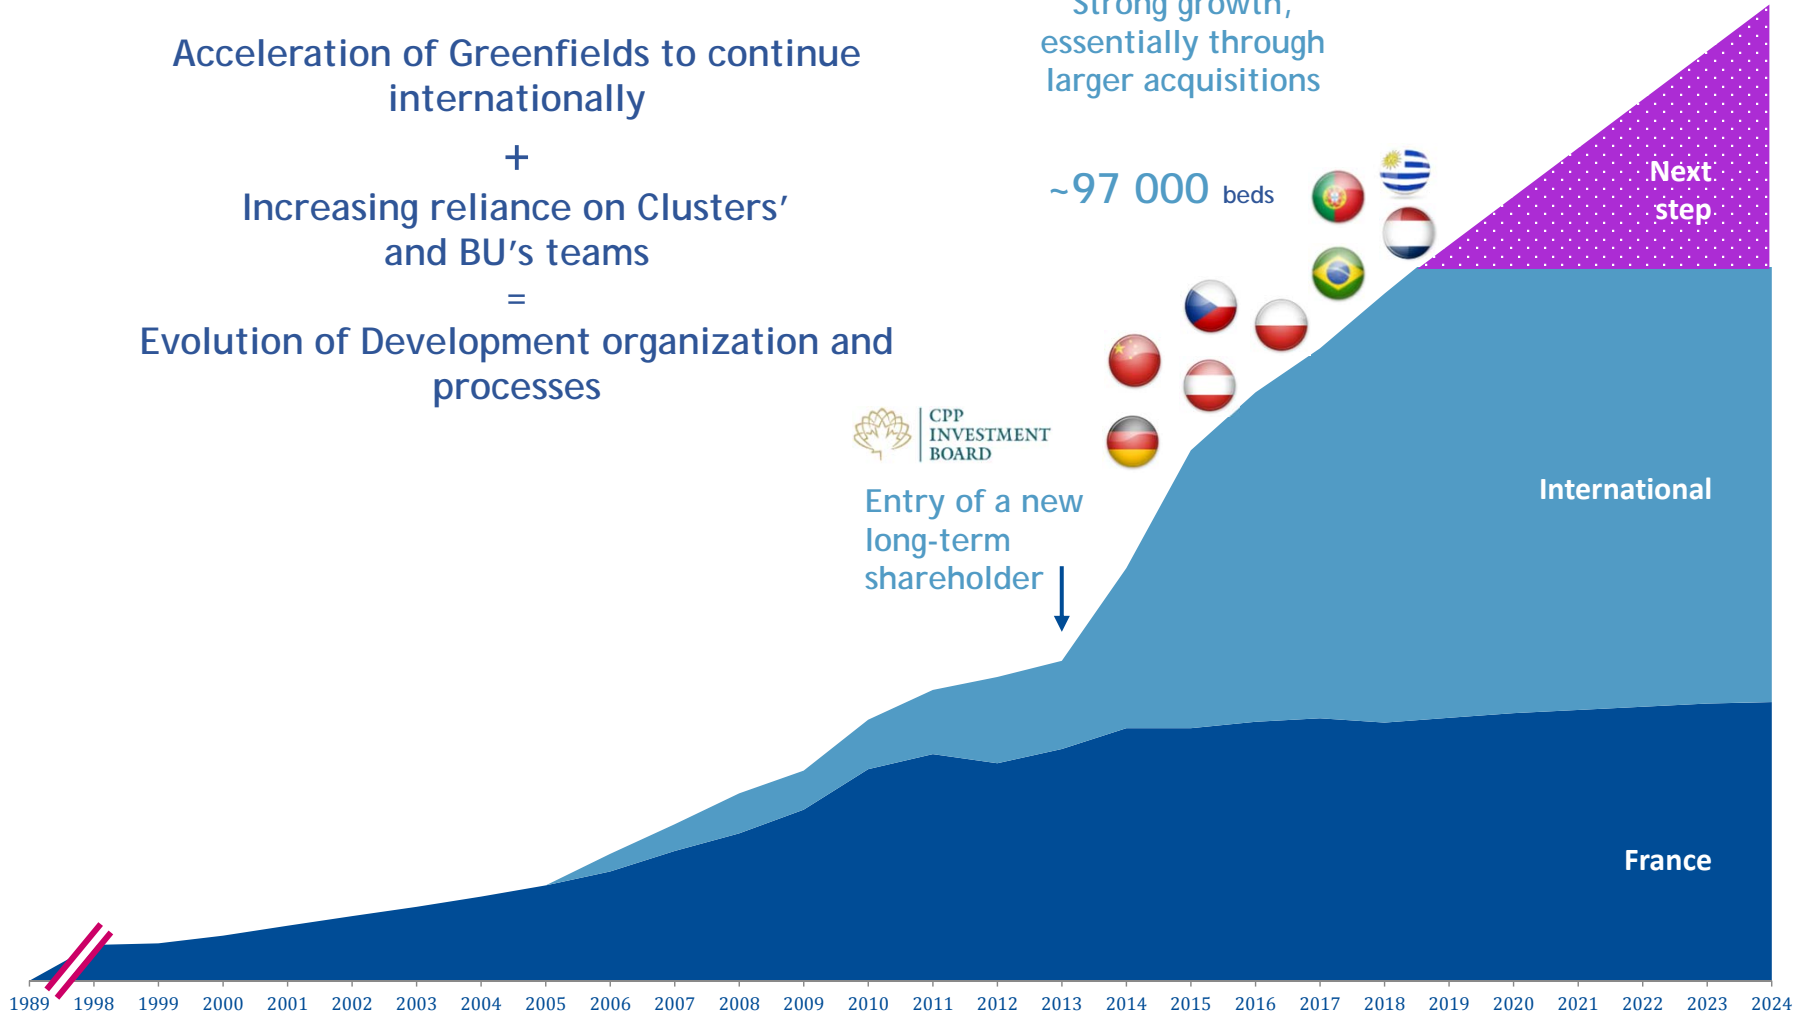 Strong growth,
essentially through
larger acquisitions
Acceleration of Greenfields to continue
internationally
+
Increasing reliance on Clusters’
and BU’s teams
=
Evolution of Development organization and
processes
~97 000 beds
Next
step
CPP
INVESTMENT
BOARD
Entry of a new
long-term
shareholder
International
France
1989 1998 1999 2000 2001 2002 2003 2004 2005 2006 2007 2008 2009 2010 2011 2012 2013 2014 2015 2016 2017 2018 2019 2020 2021 2022 2023 2024